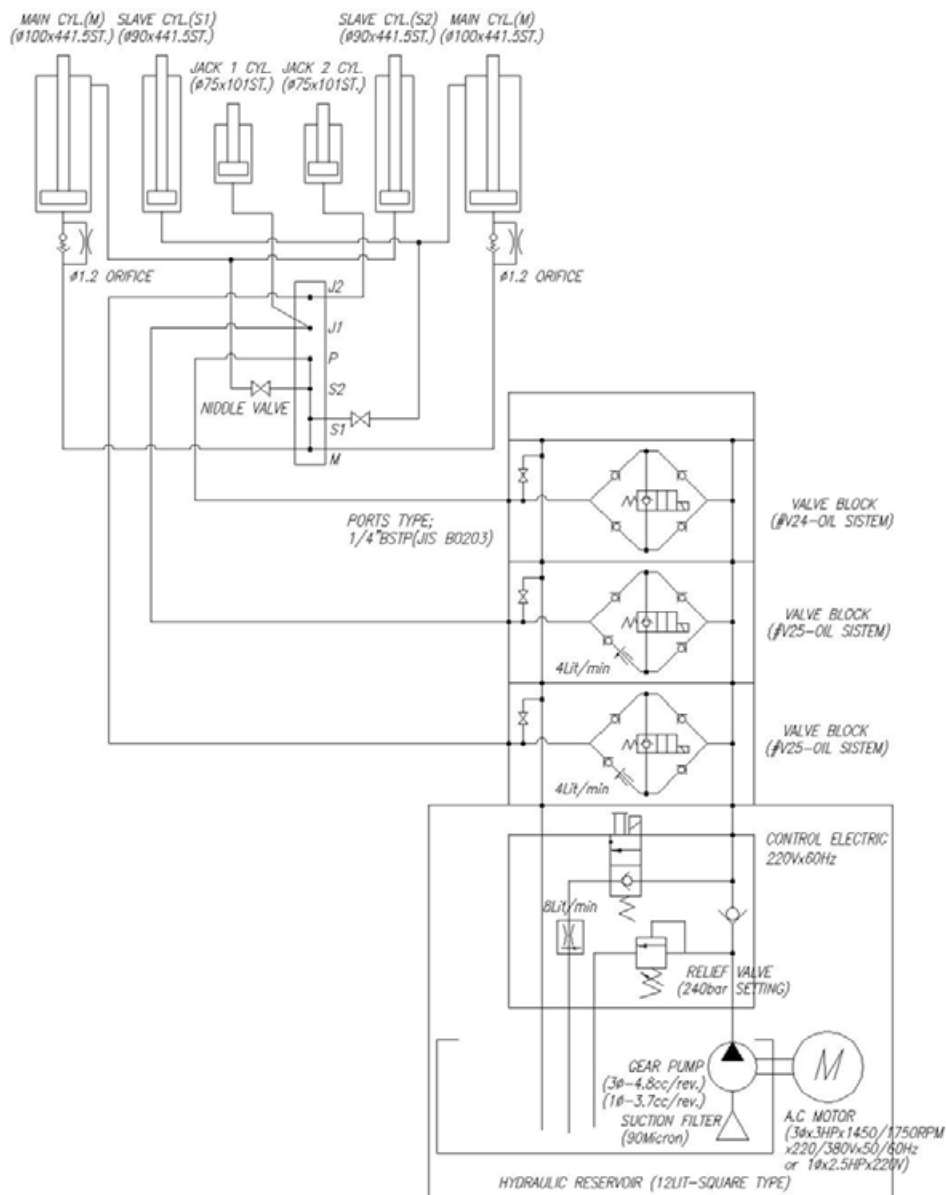 MAIN CYL.(M)
(ø100x441.5ST.)
SLAVE CYL.(S1)
(ø90x441.5ST.)
SLAVE CYL.(S2)
(ø90x441.5ST.)
MAIN CYL.(M)
(ø100x441.5ST.)
JACK 1 CYL.
(ø75x101ST.)
JACK 2 CYL.
(ø75x101ST.)
ø1.2 ORIFICE
ø1.2 ORIFICE
J2
J1
P
S2
NIDDLE VALVE
S1
M
PORTS TYPE;
1/4"BSTP(JIS B0203)
VALVE BLOCK
(#V24-OIL SISTEM)
VALVE BLOCK
(#V25-OIL SISTEM)
4Lit/min
VALVE BLOCK
(#V25-OIL SISTEM)
4Lit/min
CONTROL ELECTRIC
220Vx60Hz
8Lit/min
RELIEF VALVE
(240bar SETTING)
GEAR PUMP
(3ø-4.8cc/rev.)
(1ø-3.7cc/rev.)
SUCTION FILTER
(90Micron)
M
A.C MOTOR
(3øx3HPx1450/1750RPM
x220/380Vx50/60Hz
or 1øx2.5HPx220V)
HYDRAULIC RESERVOIR (12LIT-SQUARE TYPE)